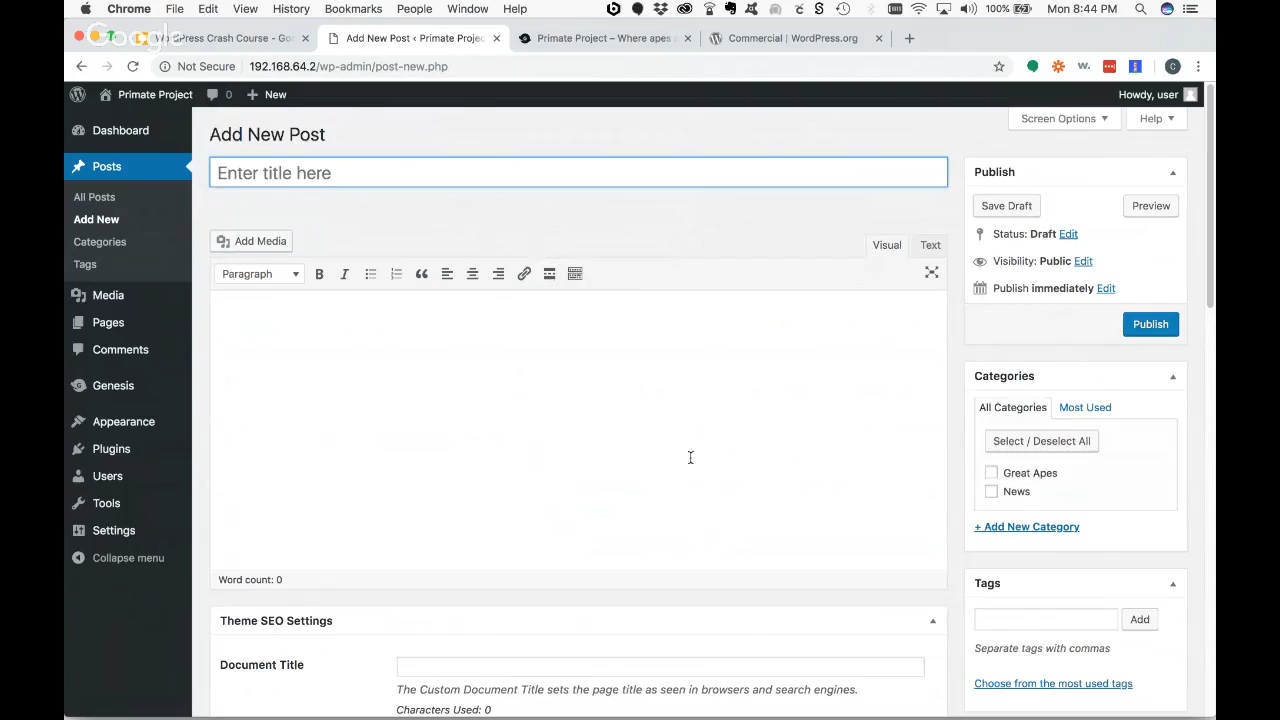 Chrome File Edit View History Bookmarks People Window Help 100% Mon 8:44 PM
Google
Press Crash Course - Go Add New Post ‹ Primate Projec Primate Project – Where apes Commercial | WordPress.org
Not Secure 192.168.64.2/wp-admin/post-new.php
Primate Project 0 New Howdy, user
Screen Options Help
Dashboard
Posts
All Posts
Add New
Categories
Tags
Media
Pages
Comments
Genesis
Appearance
Plugins
Users
Tools
Settings
Collapse menu
Add New Post
Enter title here
Add Media
Visual Text
Paragraph B I
Word count: 0
Theme SEO Settings
Document Title
The Custom Document Title sets the page title as seen in browsers and search engines.
Characters Used: 0
Publish
Save Draft Preview
Status: Draft Edit
Visibility: Public Edit
Publish immediately Edit
Publish
Categories
All Categories Most Used
Select / Deselect All
Great Apes
News
+ Add New Category
Tags
Add
Separate tags with commas
Choose from the most used tags